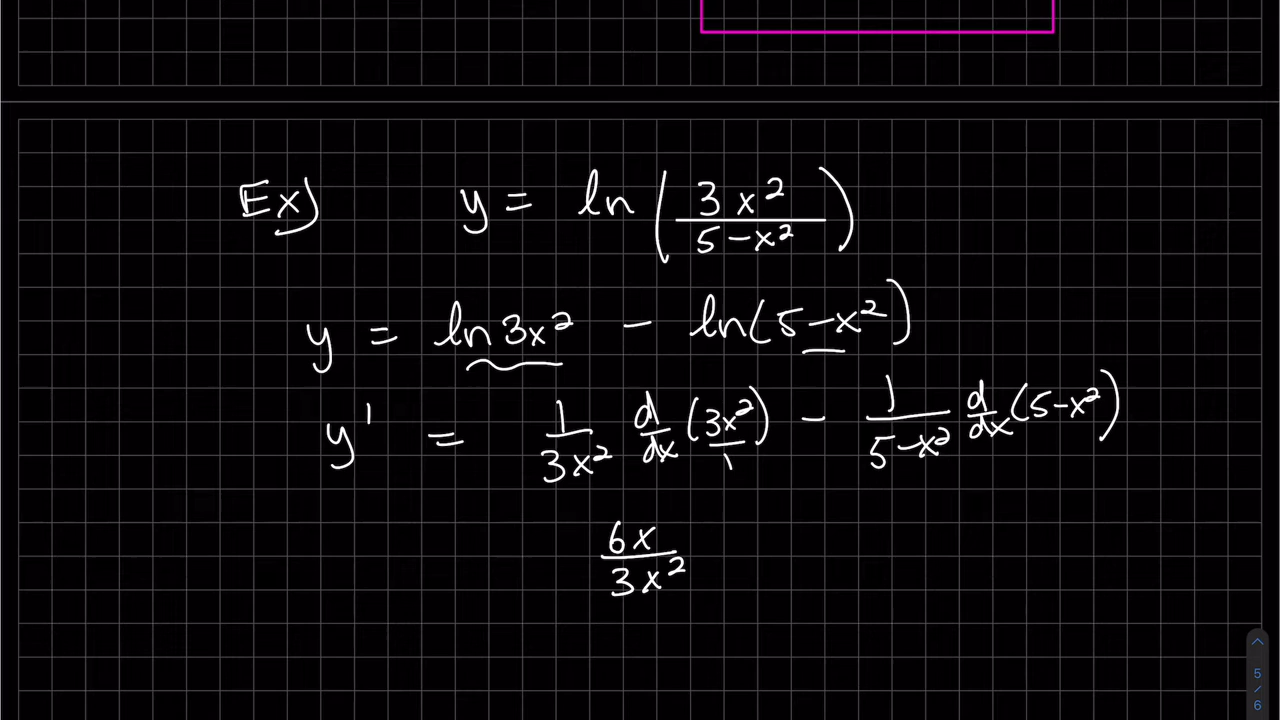 Ex) y = ln(3x²/(5-x²))
y = ln 3x² - ln(5-x²)
y' = 1/(3x²) d/dx (3x²/1) - 1/(5-x²) d/dx (5-x²)
6x/(3x²)
5/6